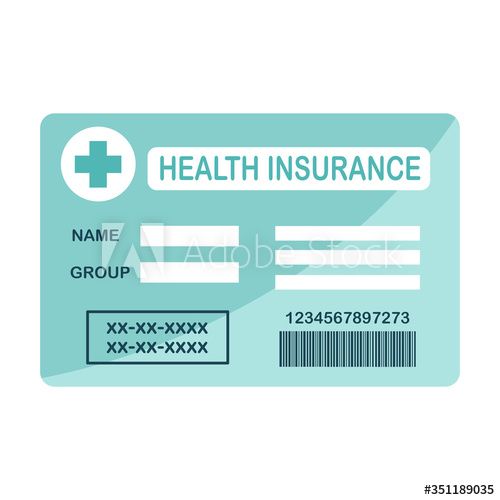 HEALTH INSURANCE
NAME
GROUP
XX-XX-XXXX
XX-XX-XXXX
1234567897273
Adobe Stock
#351189035